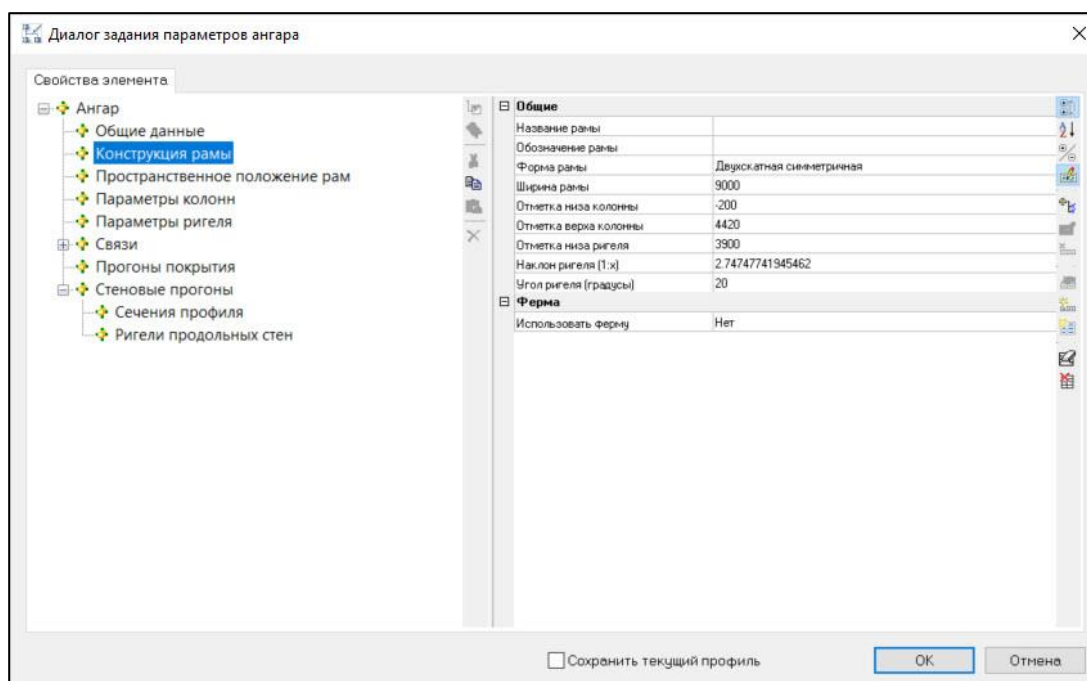 Диалог задания параметров ангара
Свойства элемента
Ангар
Общие данные
Конструкция рамы
Пространственное положение рам
Параметры колонн
Параметры ригеля
Связи
Прогоны покрытия
Стеновые прогоны
Сечения профиля
Ригели продольных стен
Общие
Название рамы
Обозначение рамы
Форма рамы Двухскатная симметричная
Ширина рамы 9000
Отметка низа колонны -200
Отметка верха колонны 4420
Отметка низа ригеля 3900
Наклон ригеля (1:x) 2.74747741945462
Угол ригеля (градусы) 20
Ферма
Использовать ферму Нет
Сохранить текущий профиль
OK
Отмена